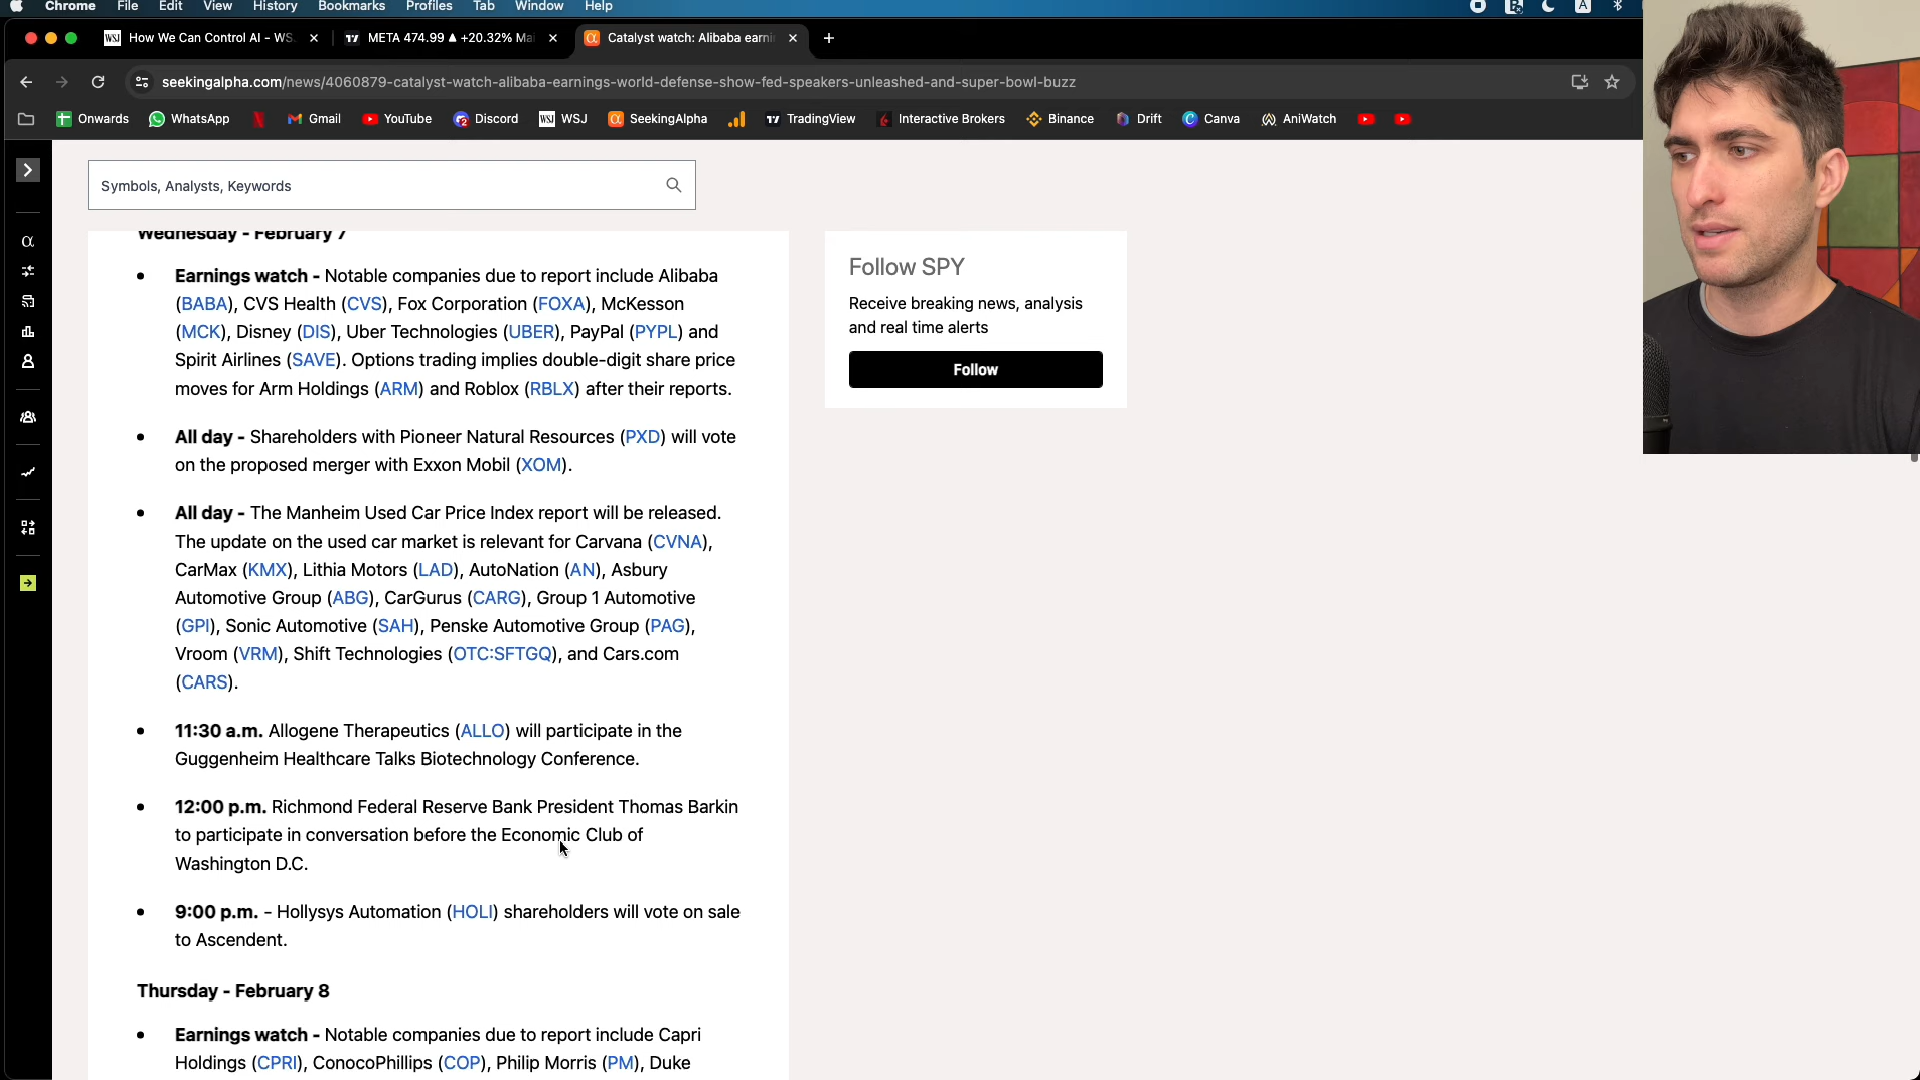 Chrome File Edit View History Bookmarks Profiles Tab Window Help A
WSJ How We Can Control AI – WS META 474.99 ▲ +20.32% Ma Catalyst watch: Alibaba earni
seekingalpha.com/news/4060879-catalyst-watch-alibaba-earnings-world-defense-show-fed-speakers-unleashed-and-super-bowl-buzz
Onwards WhatsApp Gmail YouTube Discord WSJ WSJ SeekingAlpha TradingView Interactive Brokers Binance Drift Canva AniWatch
Symbols, Analysts, Keywords
Wednesday - February 7
• Earnings watch - Notable companies due to report include Alibaba
(BABA), CVS Health (CVS), Fox Corporation (FOXA), McKesson
(MCK), Disney (DIS), Uber Technologies (UBER), PayPal (PYPL) and
Spirit Airlines (SAVE). Options trading implies double-digit share price
moves for Arm Holdings (ARM) and Roblox (RBLX) after their reports.
• All day - Shareholders with Pioneer Natural Resources (PXD) will vote
on the proposed merger with Exxon Mobil (XOM).
• All day - The Manheim Used Car Price Index report will be released.
The update on the used car market is relevant for Carvana (CVNA),
CarMax (KMX), Lithia Motors (LAD), AutoNation (AN), Asbury
Automotive Group (ABG), CarGurus (CARG), Group 1 Automotive
(GPI), Sonic Automotive (SAH), Penske Automotive Group (PAG),
Vroom (VRM), Shift Technologies (OTC:SFTGQ), and Cars.com
(CARS).
• 11:30 a.m. Allogene Therapeutics (ALLO) will participate in the
Guggenheim Healthcare Talks Biotechnology Conference.
• 12:00 p.m. Richmond Federal Reserve Bank President Thomas Barkin
to participate in conversation before the Economic Club of
Washington D.C.
• 9:00 p.m. – Hollysys Automation (HOLI) shareholders will vote on sale
to Ascendent.
Thursday - February 8
• Earnings watch - Notable companies due to report include Capri
Holdings (CPRI), ConocoPhillips (COP), Philip Morris (PM), Duke
Follow SPY
Receive breaking news, analysis
and real time alerts
Follow